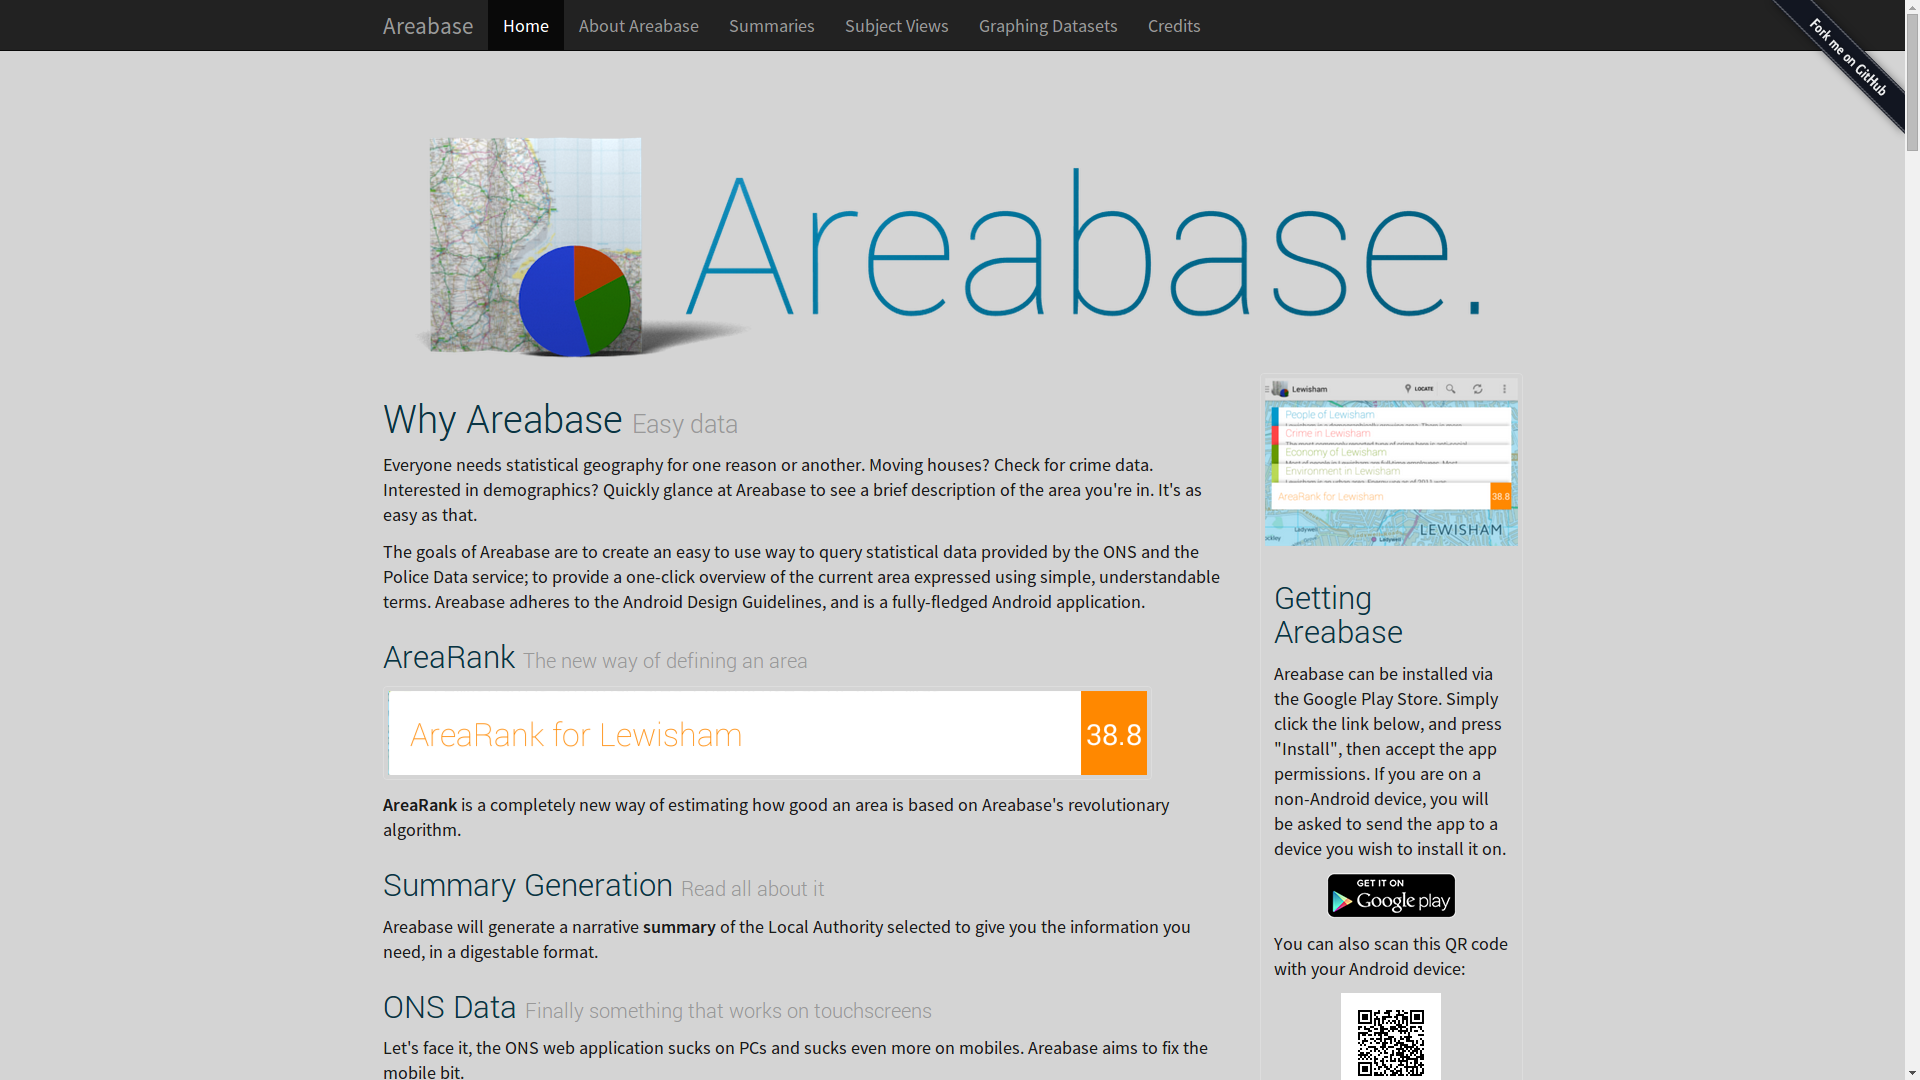 Areabase Home About Areabase Summaries Subject Views Graphing Datasets Credits
Fork me on GitHub
Areabase.
Why Areabase Easy data
Everyone needs statistical geography for one reason or another. Moving houses? Check for crime data.
Interested in demographics? Quickly glance at Areabase to see a brief description of the area you're in. It's as
easy as that.
The goals of Areabase are to create an easy to use way to query statistical data provided by the ONS and the
Police Data service; to provide a one-click overview of the current area expressed using simple, understandable
terms. Areabase adheres to the Android Design Guidelines, and is a fully-fledged Android application.
AreaRank The new way of defining an area
AreaRank for Lewisham 38.8
AreaRank is a completely new way of estimating how good an area is based on Areabase's revolutionary
algorithm.
Summary Generation Read all about it
Areabase will generate a narrative summary of the Local Authority selected to give you the information you
need, in a digestable format.
ONS Data Finally something that works on touchscreens
Let's face it, the ONS web application sucks on PCs and sucks even more on mobiles. Areabase aims to fix the
mobile bit.
Lewisham LOCATE
People of Lewisham
Crime in Lewisham
Economy of Lewisham
Environment in Lewisham
AreaRank for Lewisham 38.8
LEWISHAM
Ladywell
Getting
Areabase
Areabase can be installed via
the Google Play Store. Simply
click the link below, and press
"Install", then accept the app
permissions. If you are on a
non-Android device, you will
be asked to send the app to a
device you wish to install it on.
GET IT ON
Google play
You can also scan this QR code
with your Android device: